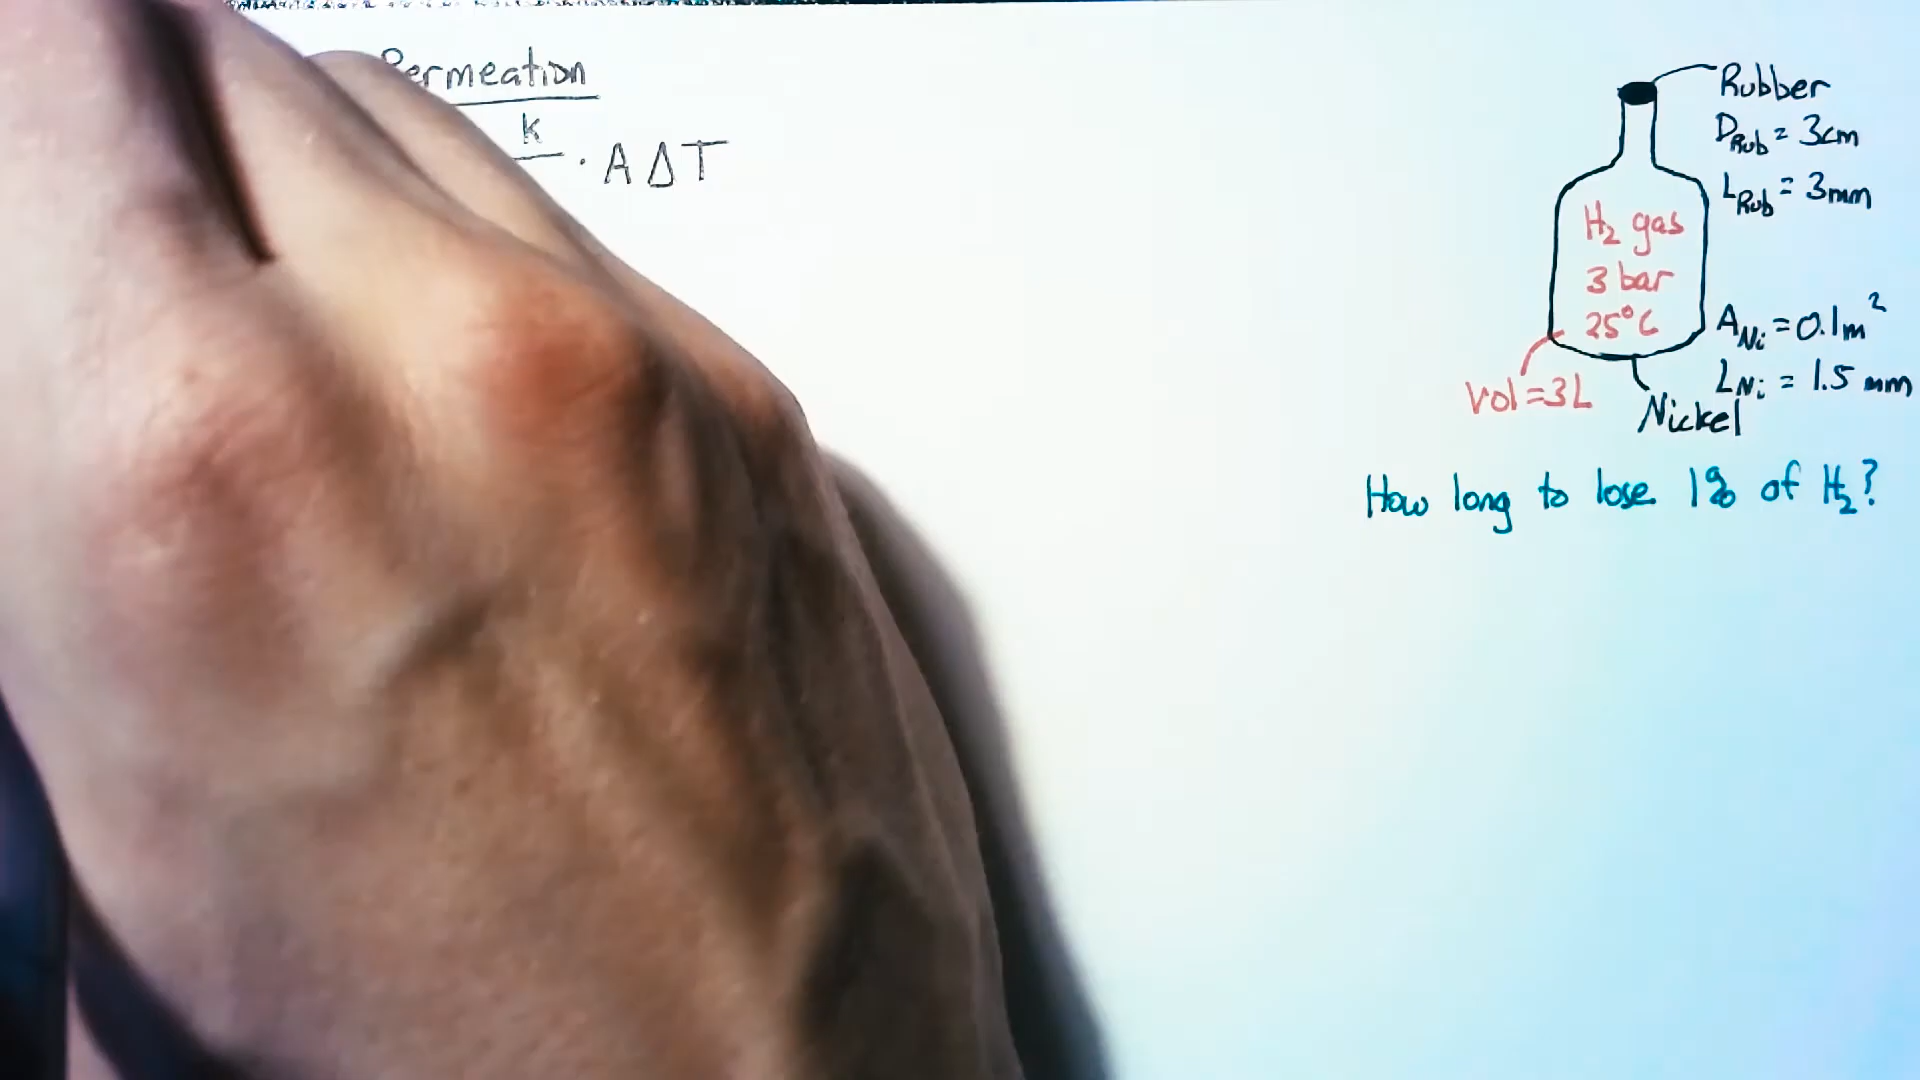 Permeation
k
· A ΔT
Rubber
D_Rub = 3cm
L_Rub = 3mm
H₂ gas
3 bar
25°C
A_Ni = 0.1m²
L_Ni = 1.5 mm
Vol = 3L
Nickel
How long to lose 1% of H₂?